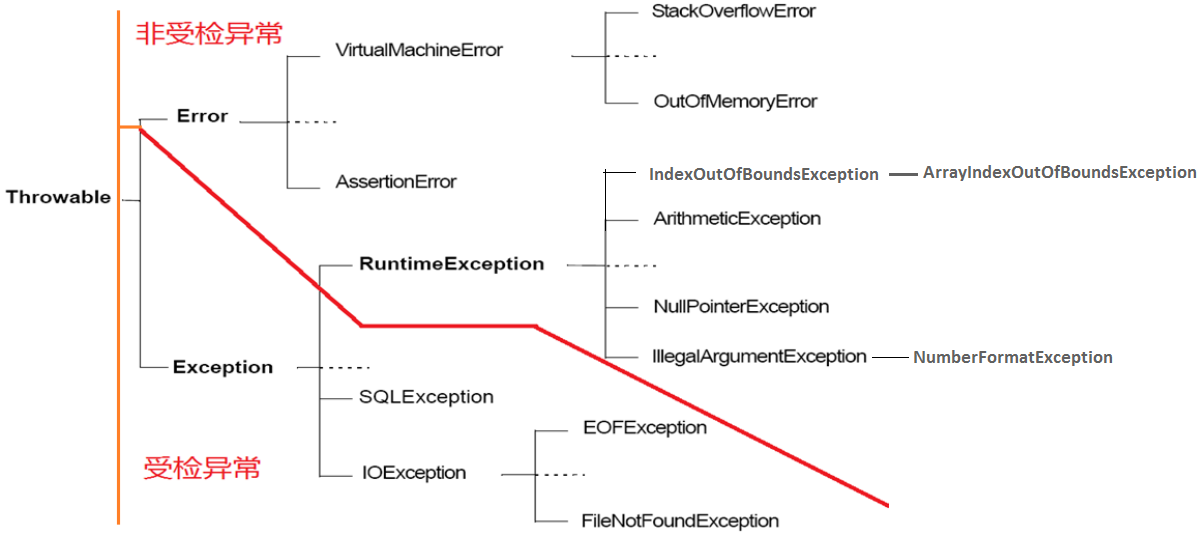 非受检异常
StackOverflowError
VirtualMachineError
OutOfMemoryError
Error
AssertionError
IndexOutOfBoundsException
ArrayIndexOutOfBoundsException
Throwable
ArithmeticException
RuntimeException
NullPointerException
IllegalArgumentException
NumberFormatException
Exception
SQLException
EOFException
受检异常
IOException
FileNotFoundException